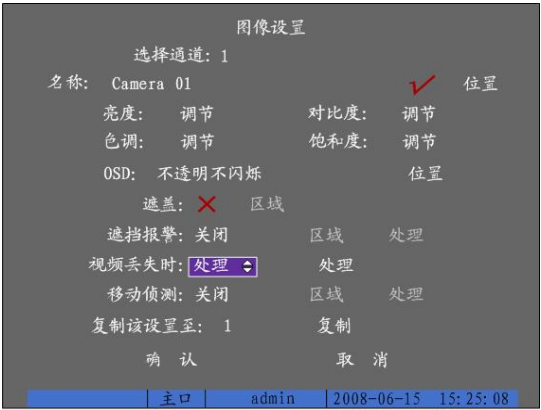 图像设置
选择通道: 1
名称: Camera 01 位置
亮度: 调节 对比度: 调节
色调: 调节 饱和度: 调节
OSD: 不透明不闪烁 位置
遮盖: 区域
遮挡报警: 关闭 区域 处理
视频丢失时: 处理 处理
移动侦测: 关闭 区域 处理
复制该设置至: 1 复制
确 认 取 消
主口 admin 2008-06-15 15:25:08